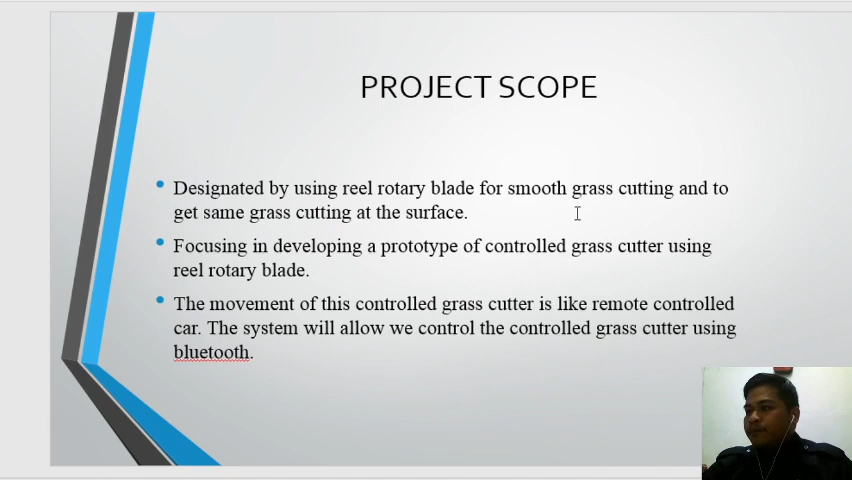 PROJECT SCOPE
• Designated by using reel rotary blade for smooth grass cutting and to
get same grass cutting at the surface.
• Focusing in developing a prototype of controlled grass cutter using
reel rotary blade.
• The movement of this controlled grass cutter is like remote controlled
car. The system will allow we control the controlled grass cutter using
bluetooth.